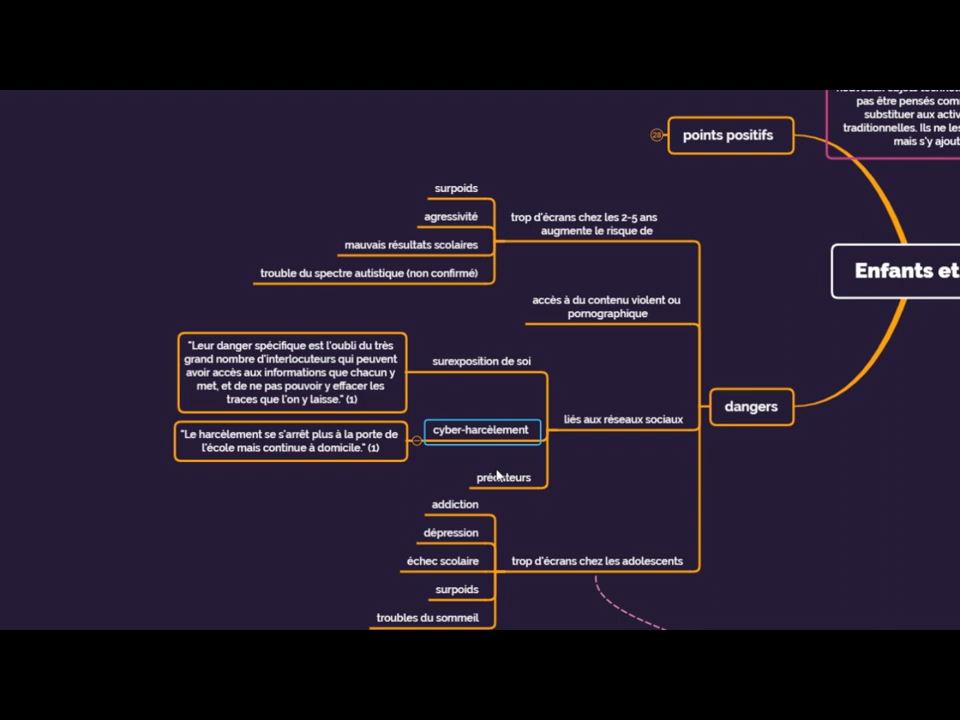 pas être pensés com
substituer aux activ
traditionnelles. Ils ne les
mais s'y ajout
28
points positifs
Enfants et
surpoids
agressivité
mauvais résultats scolaires
trouble du spectre autistique (non confirmé)
trop d'écrans chez les 2-5 ans
augmente le risque de
accès à du contenu violent ou
pornographique
"Leur danger spécifique est l'oubli du très
grand nombre d'interlocuteurs qui peuvent
avoir accès aux informations que chacun y
met, et de ne pas pouvoir y effacer les
traces que l'on y laisse." (1)
surexposition de soi
cyber-harcèlement
"Le harcèlement se s'arrêt plus à la porte de
l'école mais continue à domicile." (1)
prédateurs
liés aux réseaux sociaux
dangers
addiction
dépression
échec scolaire
surpoids
troubles du sommeil
trop d'écrans chez les adolescents